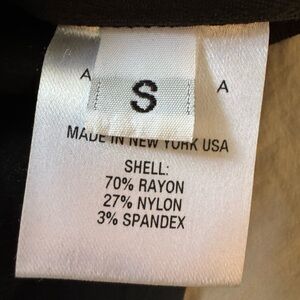 A A
S
MADE IN NEW YORK USA
SHELL:
70% RAYON
27% NYLON
3% SPANDEX